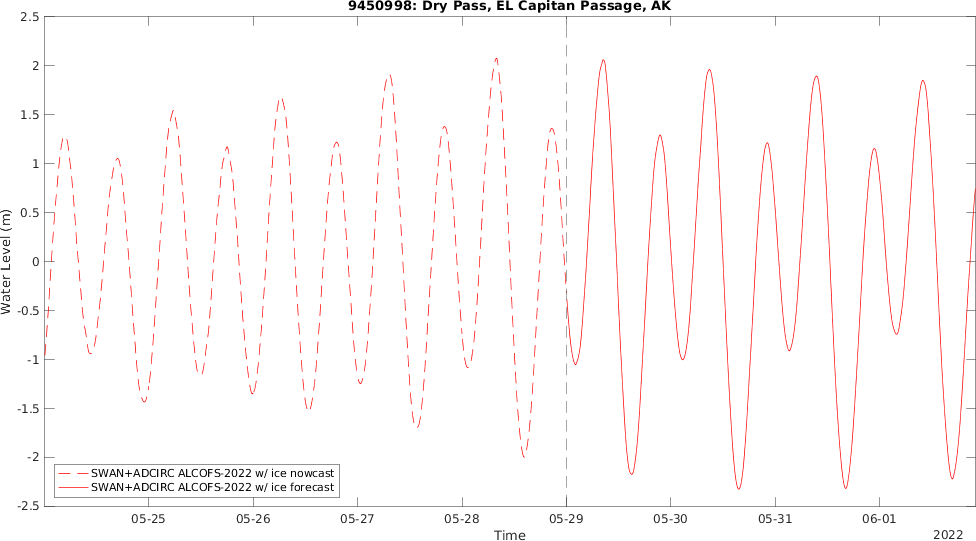 9450998: Dry Pass, EL Capitan Passage, AK
2.5
2
1.5
1
0.5
0
-0.5
-1
-1.5
-2
-2.5
Water Level (m)
SWAN+ADCIRC ALCOFS-2022 w/ ice nowcast
SWAN+ADCIRC ALCOFS-2022 w/ ice forecast
05-25 05-26 05-27 05-28 05-29 05-30 05-31 06-01
Time
2022